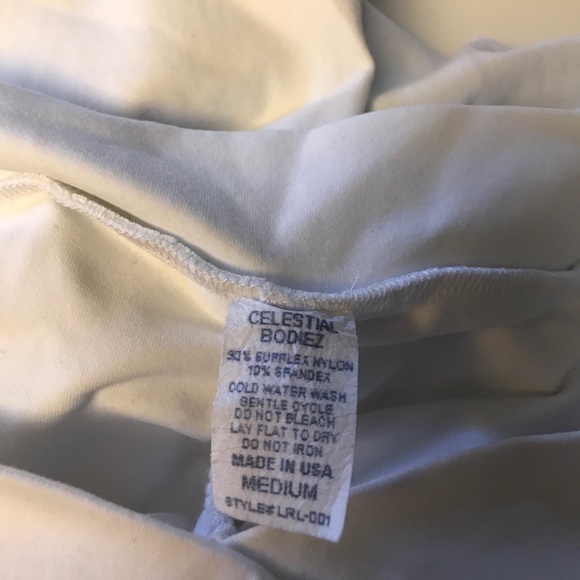 CELESTIAL
BODIEZ
90% SUPPLEX NYLON
10% SPANDEX
COLD WATER WASH
GENTLE CYCLE
DO NOT BLEACH
LAY FLAT TO DRY
DO NOT IRON
MADE IN USA
MEDIUM
STYLE# LRL-001